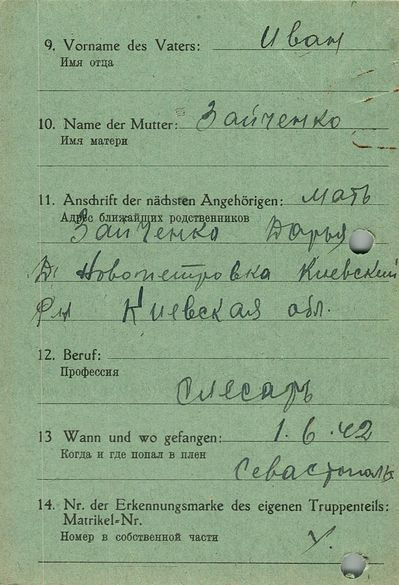 9. Vorname des Vaters: Иван
Имя отца
10. Name der Mutter: Зайченко
Имя матери
11. Anschrift der nächsten Angehörigen: мать
Адрес ближайших родственников
Зайченко Дарья
Д. Новопетровка Киевский
Р-н Киевская обл.
12. Beruf:
Профессия
Слесарь
13 Wann und wo gefangen: 1.6.42
Когда и где попал в плен
Севастополь
14. Nr. der Erkennungsmarke des eigenen Truppenteils:
Matrikel-Nr.
Номер в собственной части